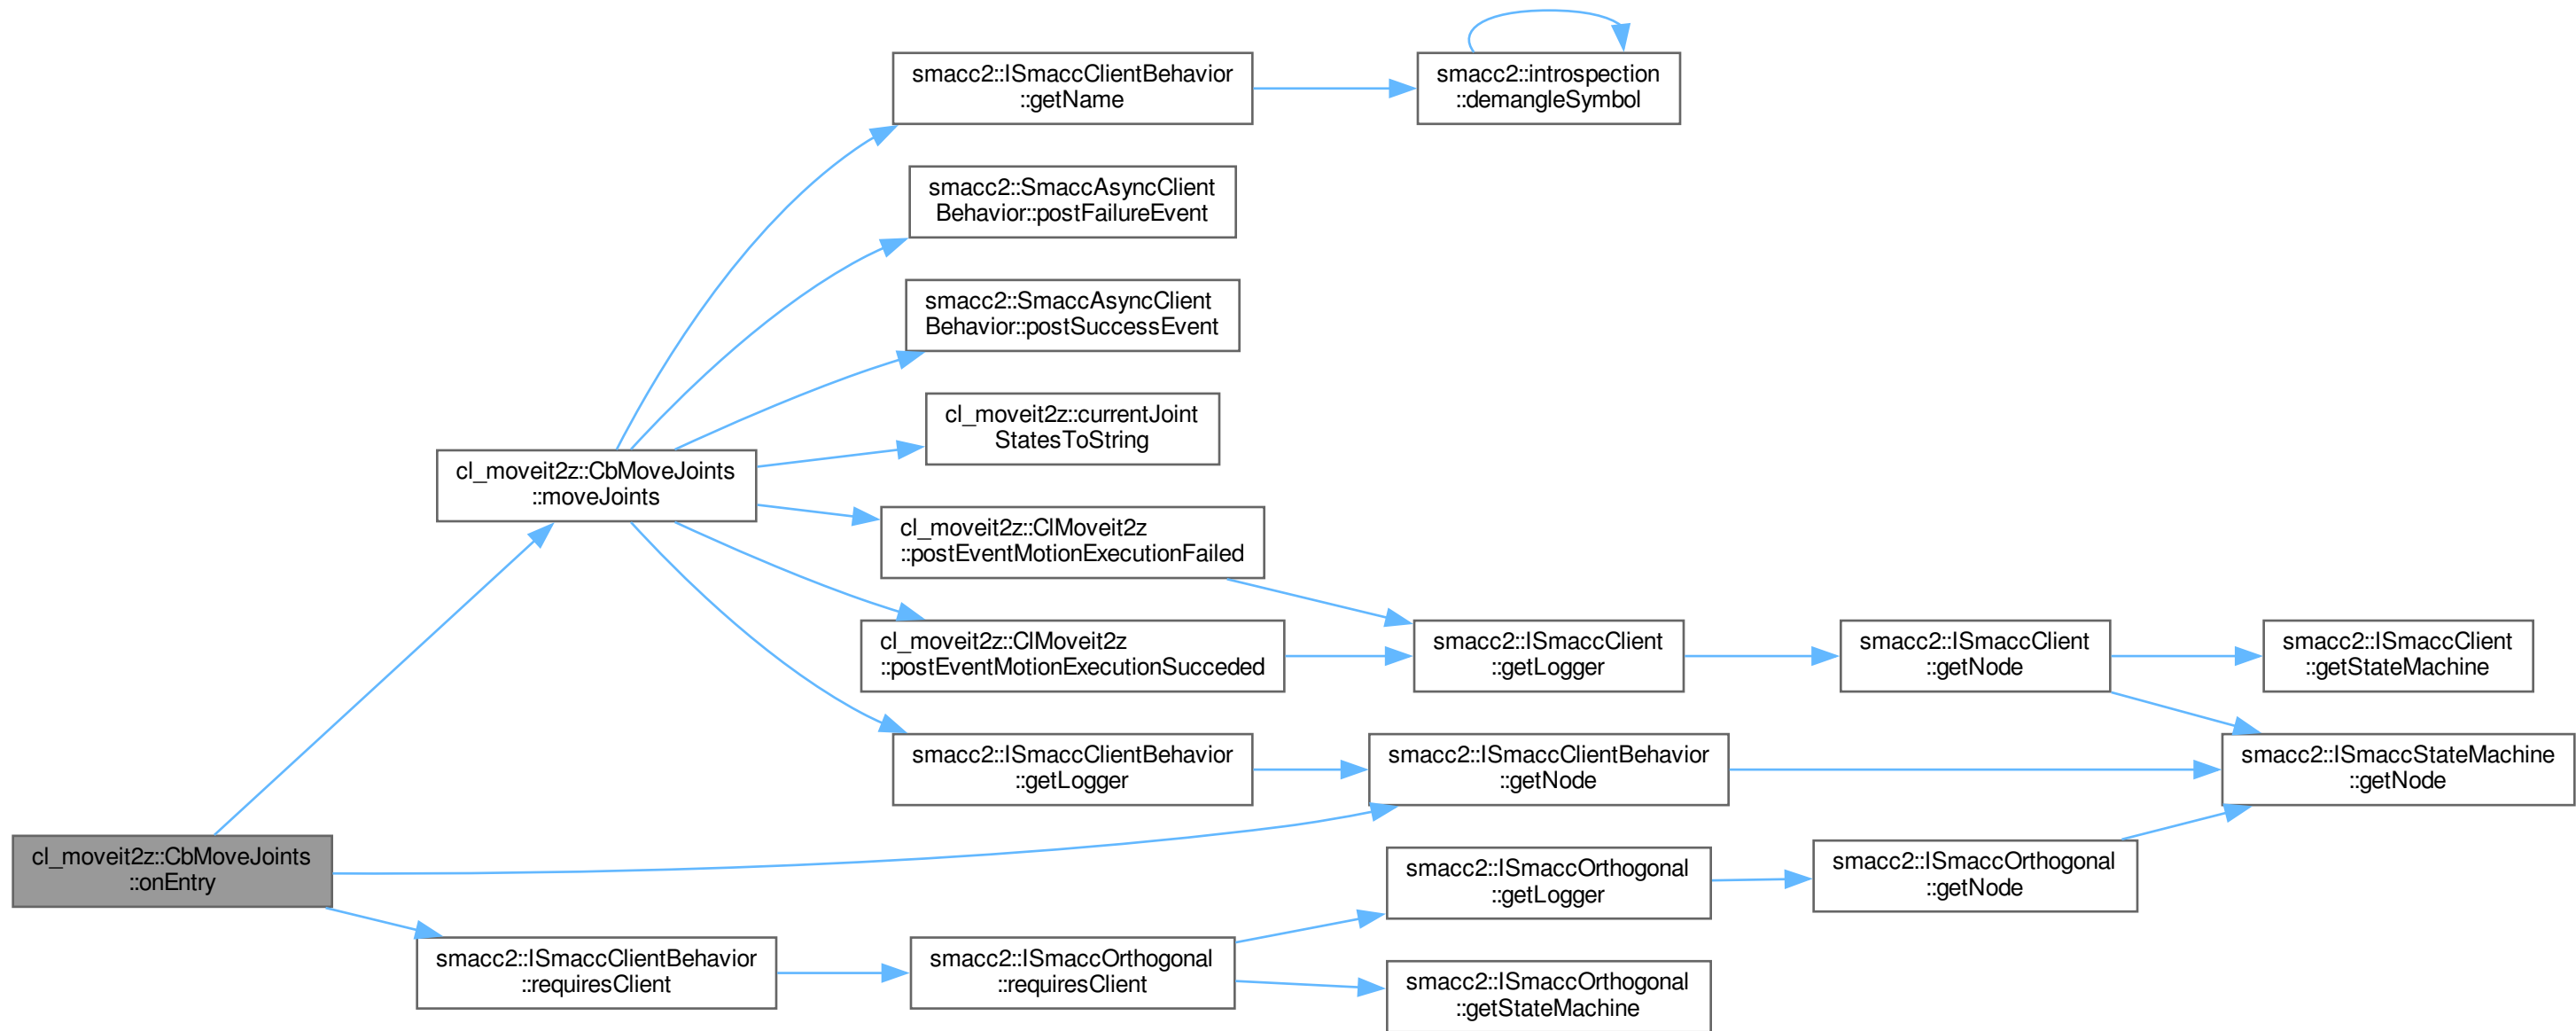 smacc2::ISmaccClientBehavior
::getName
smacc2::introspection
::demangleSymbol
smacc2::SmaccAsyncClient
Behavior::postFailureEvent
smacc2::SmaccAsyncClient
Behavior::postSuccessEvent
cl_moveit2z::currentJoint
StatesToString
cl_moveit2z::CbMoveJoints
::moveJoints
cl_moveit2z::ClMoveit2z
::postEventMotionExecutionFailed
cl_moveit2z::ClMoveit2z
::postEventMotionExecutionSucceded
smacc2::ISmaccClient
::getLogger
smacc2::ISmaccClient
::getNode
smacc2::ISmaccClient
::getStateMachine
smacc2::ISmaccClientBehavior
::getLogger
smacc2::ISmaccClientBehavior
::getNode
smacc2::ISmaccStateMachine
::getNode
cl_moveit2z::CbMoveJoints
::onEntry
smacc2::ISmaccOrthogonal
::getLogger
smacc2::ISmaccOrthogonal
::getNode
smacc2::ISmaccClientBehavior
::requiresClient
smacc2::ISmaccOrthogonal
::requiresClient
smacc2::ISmaccOrthogonal
::getStateMachine